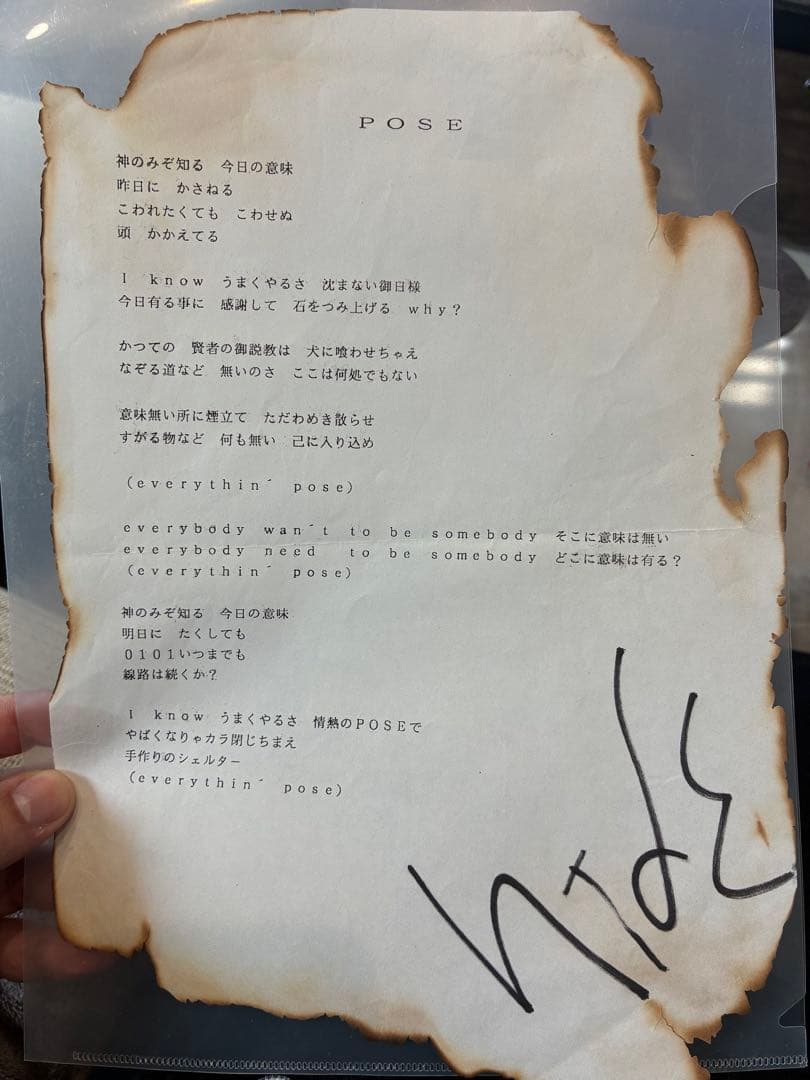 POSE
神のみぞ知る　今日の意味
昨日に　かさねる
こわれたくても　こわせぬ
頭　かかえてる
I know うまくやるさ　沈まない御日様
今日有る事に　感謝して　石をつみ上げる　why?
かつての　賢者の御説教は　犬に喰わせちゃえ
なぞる道など　無いのさ　ここは何処でもない
意味無い所に煙立て　ただわめき散らせ
すがる物など　何も無い　己に入り込め
(everythin´ pose)
everybody wan´t to be somebody そこに意味は無い
everybody need to be somebody どこに意味は有る?
(everythin´ pose)
神のみぞ知る　今日の意味
明日に　たくしても
0101いつまでも
線路は続くか?
I know うまくやるさ　情熱のPOSEで
やばくなりゃカラ閉じちまえ
手作りのシェルター
(everythin´ pose)
hide